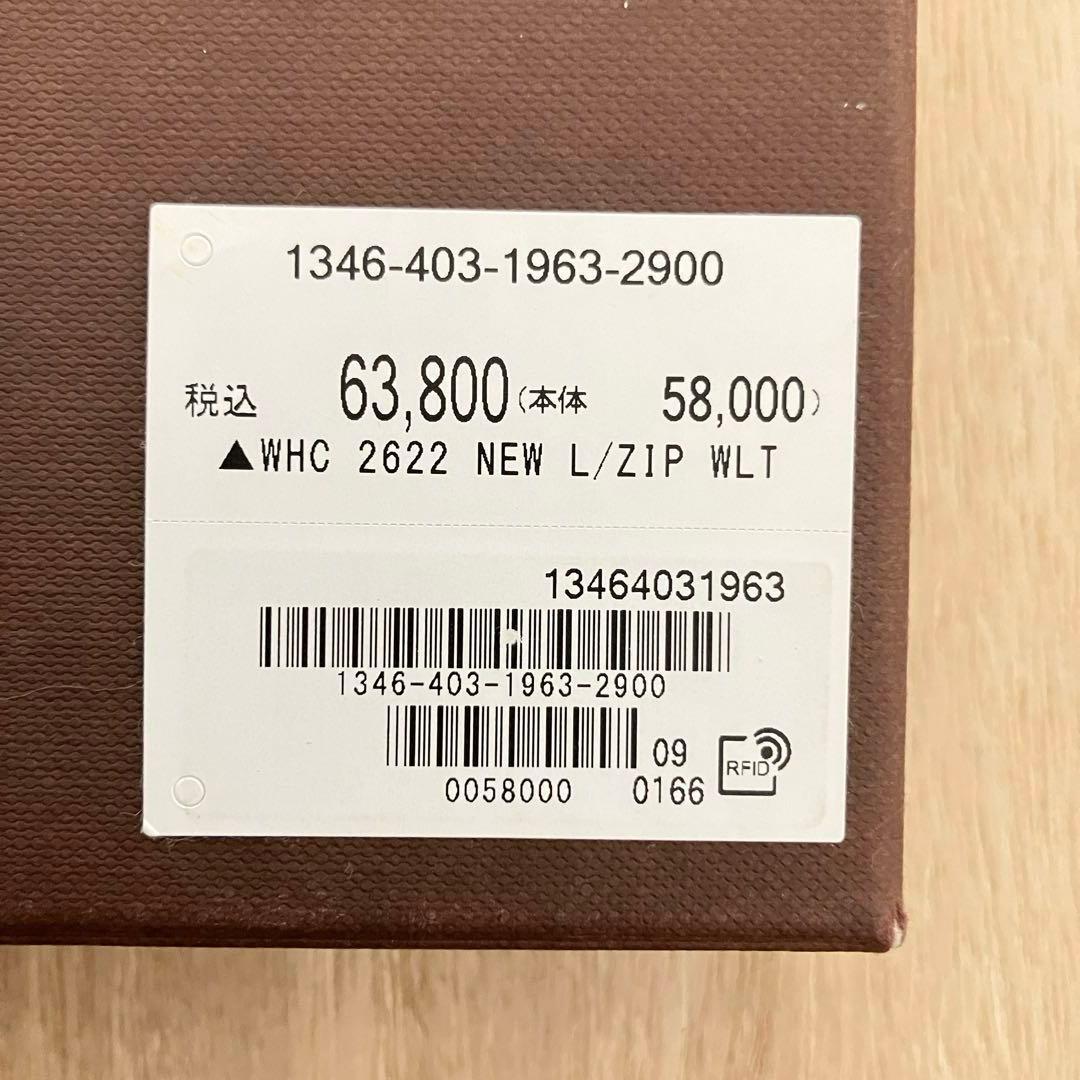 1346-403-1963-2900
税込 63,800(本体 58,000)
▲WHC 2622 NEW L/ZIP WLT
13464031963
1346-403-1963-2900
09
0058000 0166
RFID